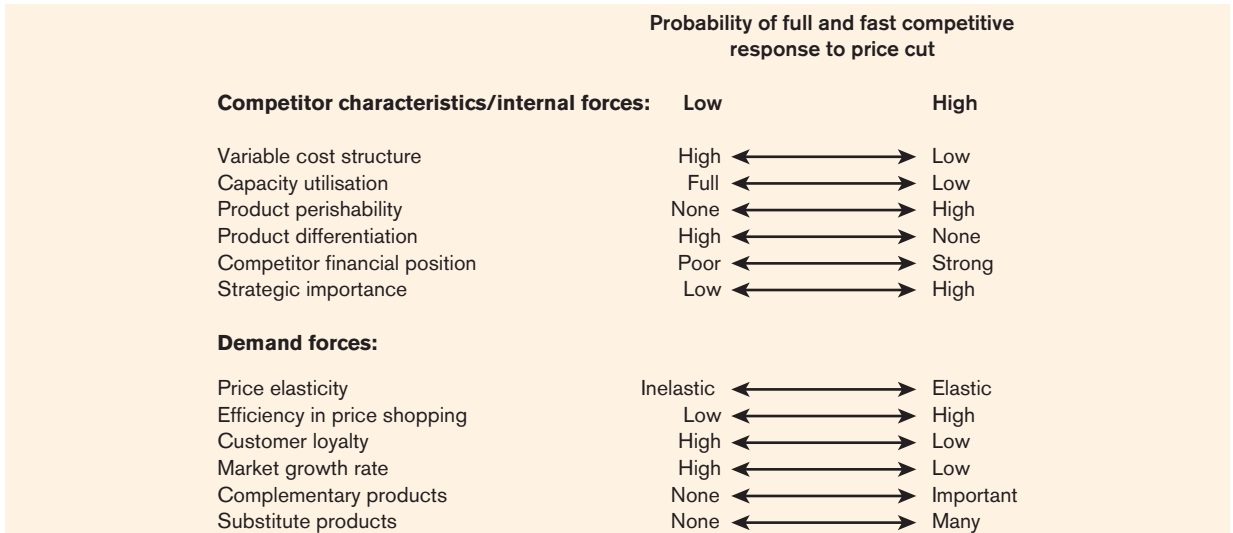 Probability of full and fast competitive
response to price cut
Competitor characteristics/internal forces: Low High
Variable cost structure High Low
Capacity utilisation Full Low
Product perishability None High
Product differentiation High None
Competitor financial position Poor Strong
Strategic importance Low High
Demand forces:
Price elasticity Inelastic Elastic
Efficiency in price shopping Low High
Customer loyalty High Low
Market growth rate High Low
Complementary products None Important
Substitute products None Many